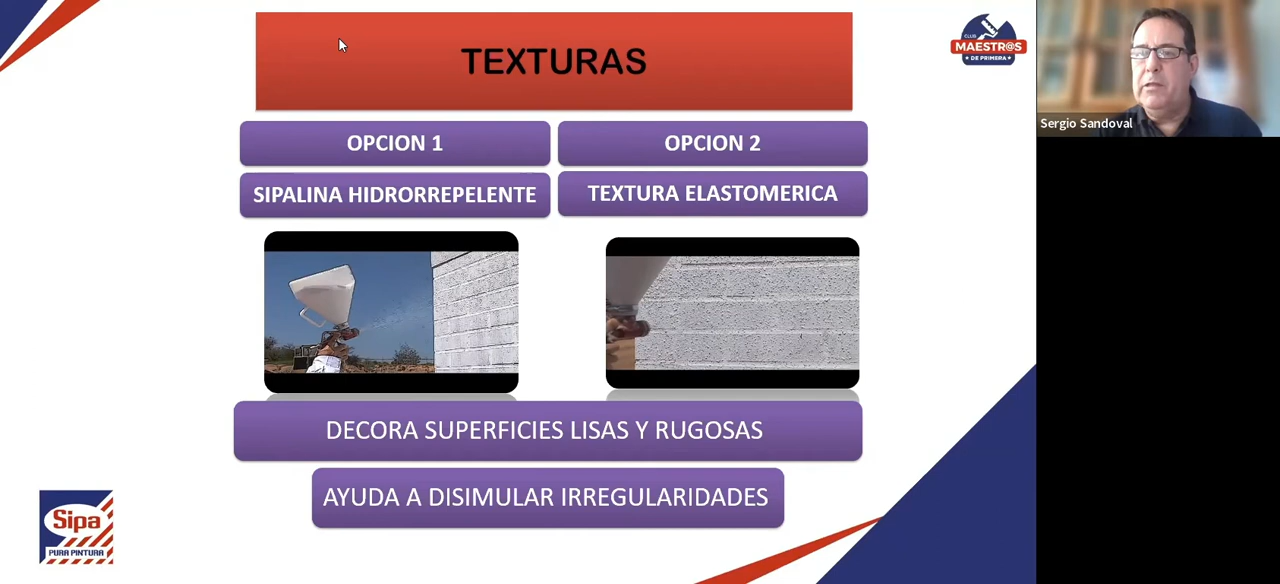 TEXTURAS
CLUB
MAESTR@S
DE PRIMERA
Sergio Sandoval
OPCION 1
OPCION 2
SIPALINA HIDRORREPELENTE
TEXTURA ELASTOMERICA
DECORA SUPERFICIES LISAS Y RUGOSAS
AYUDA A DISIMULAR IRREGULARIDADES
Sipa
PURA PINTURA